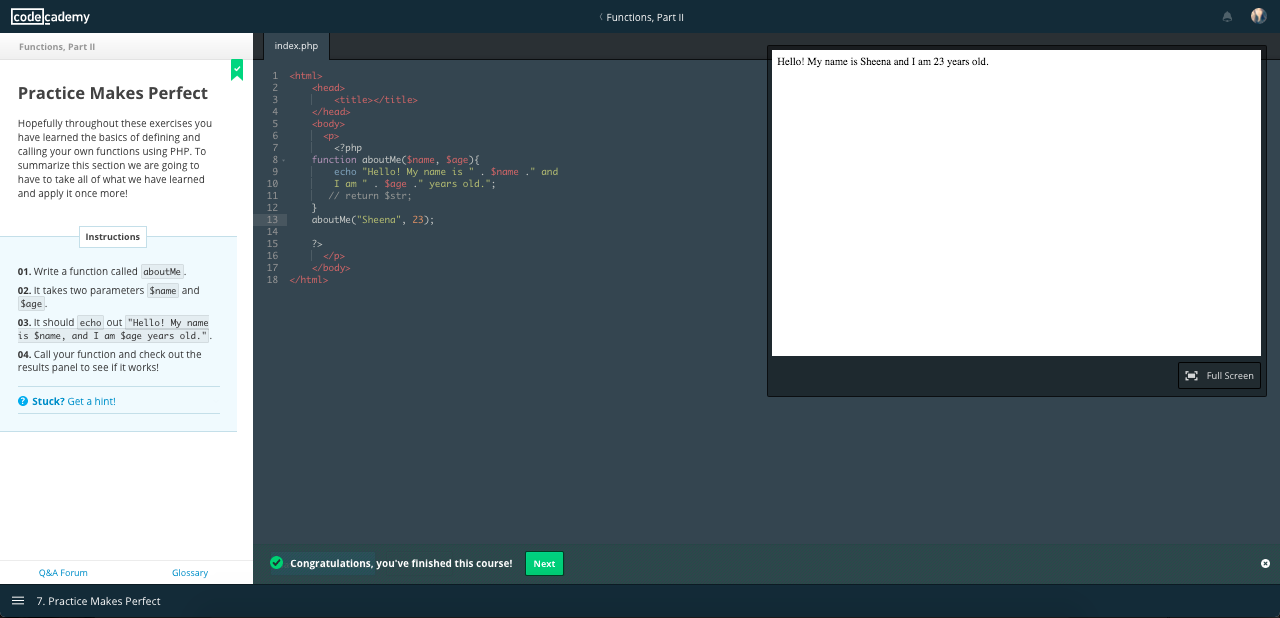 codecademy
Functions, Part II
Functions, Part II
Practice Makes Perfect
Hopefully throughout these exercises you
have learned the basics of defining and
calling your own functions using PHP. To
summarize this section we are going to
have to take all of what we have learned
and apply it once more!
Instructions
01. Write a function called aboutMe.
02. It takes two parameters $name and
$age.
03. It should echo out "Hello! My name
is $name, and I am $age years old.".
04. Call your function and check out the
results panel to see if it works!
Stuck? Get a hint!
Q&A Forum
Glossary
index.php
1 <html>
2 <head>
3 <title></title>
4 </head>
5 <body>
6 <p>
7 <?php
8 function aboutMe($name, $age){
9 echo "Hello! My name is " . $name ." and
10 I am " . $age ." years old.";
11 // return $str;
12 }
13 aboutMe("Sheena", 23);
14
15 ?>
16 </p>
17 </body>
18 </html>
Hello! My name is Sheena and I am 23 years old.
Full Screen
Congratulations, you've finished this course!
Next
7. Practice Makes Perfect